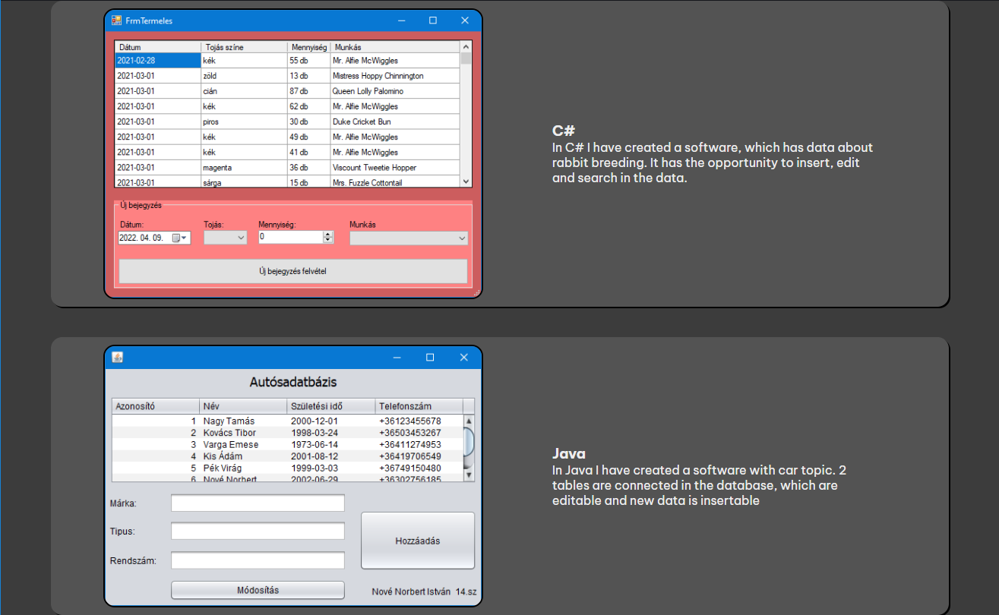 FrmTermeles
Dátum Tojás színe Mennyiség Munkás
2021-02-28 kék 55 db Mr. Alfie McWiggles
2021-03-01 zöld 13 db Mistress Hoppy Chinnington
2021-03-01 cián 87 db Queen Lolly Palomino
2021-03-01 kék 62 db Mr. Alfie McWiggles
2021-03-01 piros 30 db Duke Cricket Bun
2021-03-01 kék 49 db Mr. Alfie McWiggles
2021-03-01 kék 41 db Mr. Alfie McWiggles
2021-03-01 magenta 36 db Viscount Tweetie Hopper
2021-03-01 sárga 15 db Mrs. Fuzzle Cottontail
Új bejegyzés
Dátum: Tojás: Mennyiség: Munkás
2022. 04. 09. 0
Új bejegyzés felvétel
C#
In C# I have created a software, which has data about
rabbit breeding. It has the opportunity to insert, edit
and search in the data.
Autósadatbázis
Azonosító Név Születési idő Telefonszám
1 Nagy Tamás 2000-12-01 +36123455678
2 Kovács Tibor 1998-03-24 +36503453267
3 Varga Emese 1973-06-14 +36411274953
4 Kis Ádám 2001-08-12 +36419706549
5 Pék Virág 1999-03-03 +36749150480
6 Nové Norbert 2002-06-29 +36302756185
Márka:
Tipus:
Hozzáadás
Rendszám:
Módosítás
Nové Norbert István 14.sz
Java
In Java I have created a software with car topic. 2
tables are connected in the database, which are
editable and new data is insertable